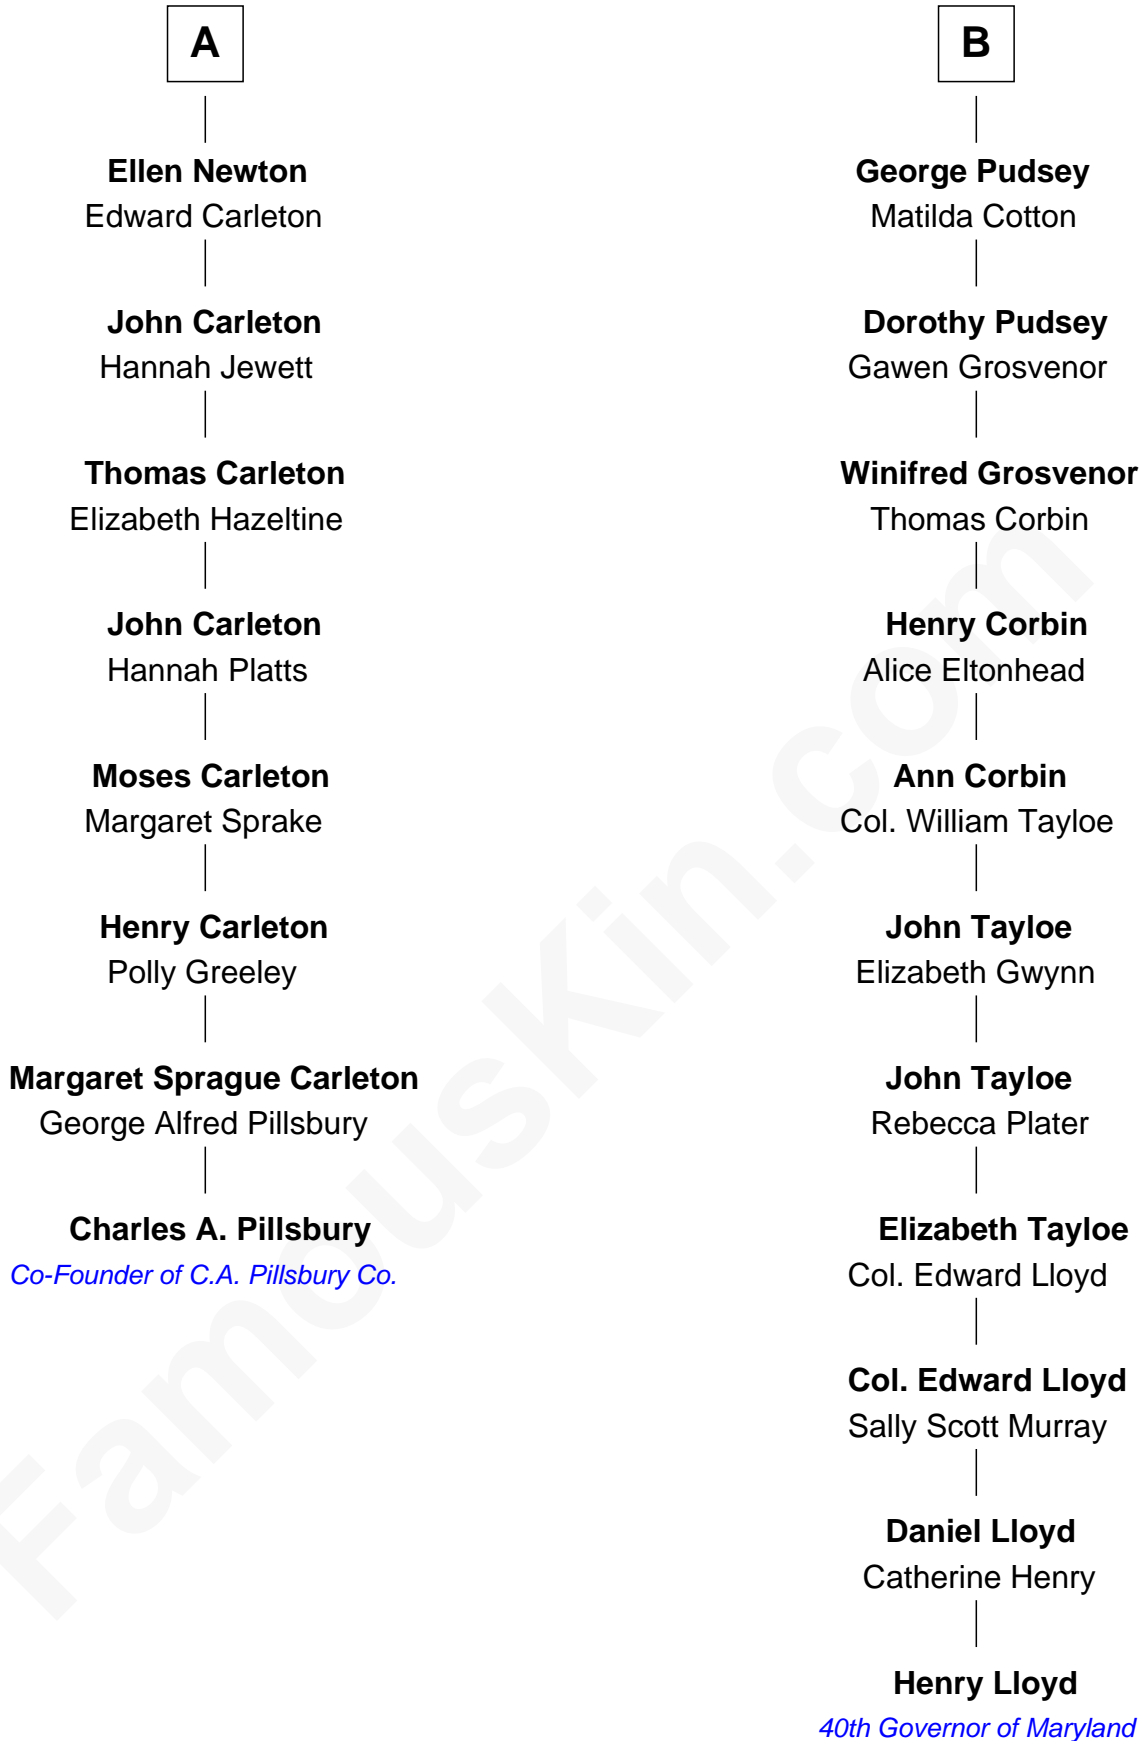 A
Ellen Newton
Edward Carleton
John Carleton
Hannah Jewett
Thomas Carleton
Elizabeth Hazeltine
John Carleton
Hannah Platts
Moses Carleton
Margaret Sprake
Henry Carleton
Polly Greeley
Margaret Sprague Carleton
George Alfred Pillsbury
Charles A. Pillsbury
Co-Founder of C.A. Pillsbury Co.
B
George Pudsey
Matilda Cotton
Dorothy Pudsey
Gawen Grosvenor
Winifred Grosvenor
Thomas Corbin
Henry Corbin
Alice Eltonhead
Ann Corbin
Col. William Tayloe
John Tayloe
Elizabeth Gwynn
John Tayloe
Rebecca Plater
Elizabeth Tayloe
Col. Edward Lloyd
Col. Edward Lloyd
Sally Scott Murray
Daniel Lloyd
Catherine Henry
Henry Lloyd
40th Governor of Maryland
FamousKin.com